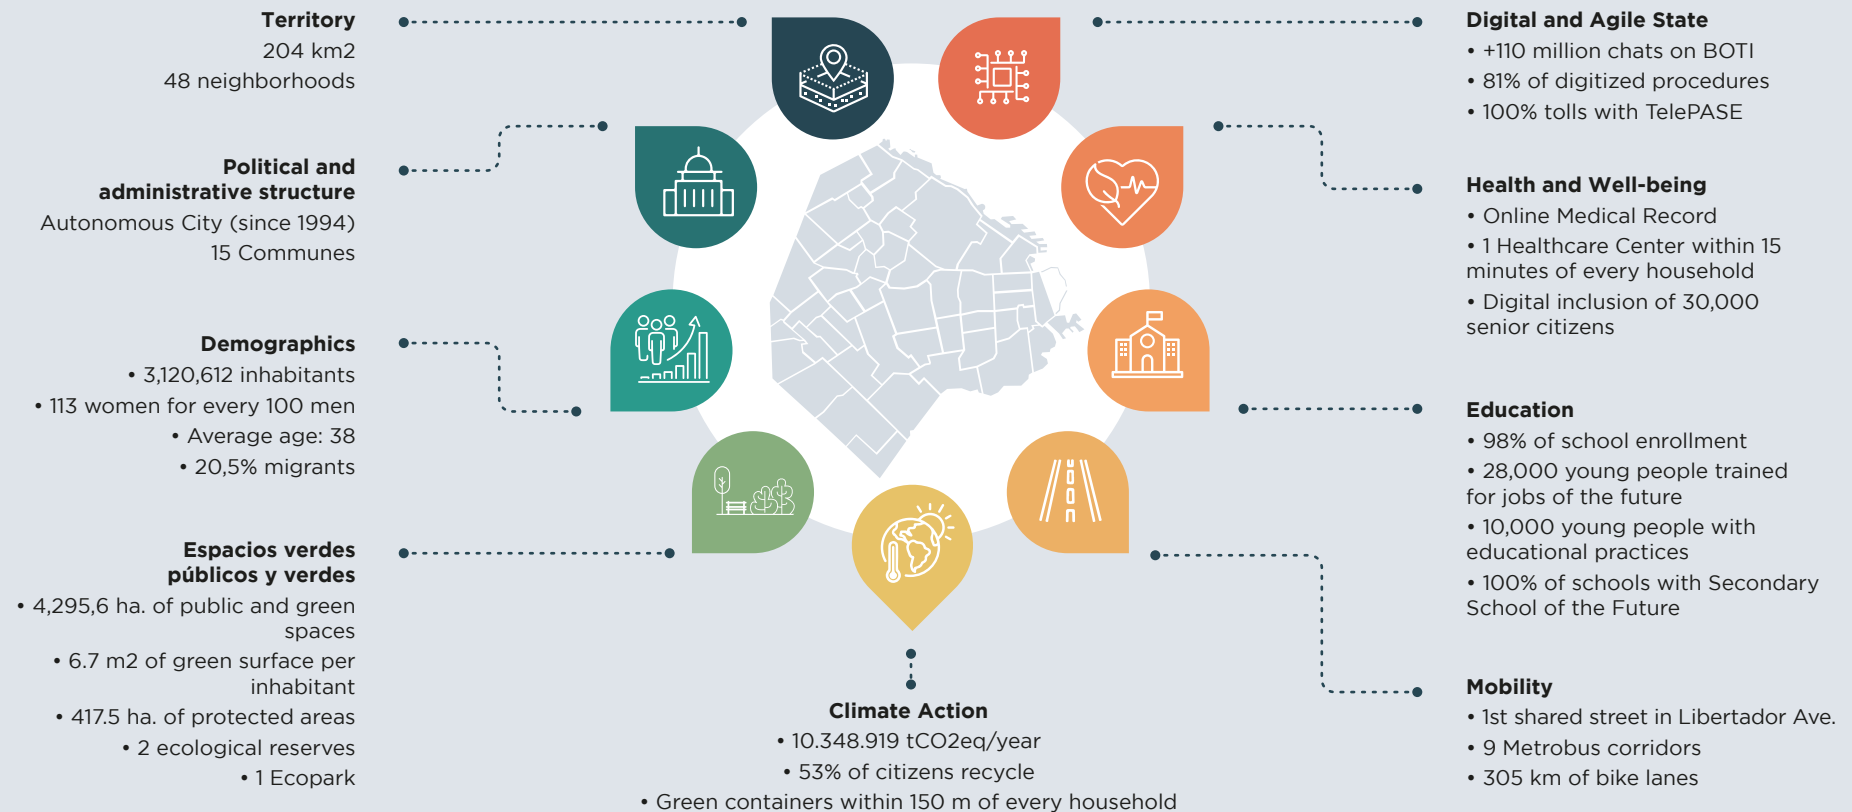 Territory
204 km2
48 neighborhoods
Political and
administrative structure
Autonomous City (since 1994)
15 Communes
Demographics
• 3,120,612 inhabitants
• 113 women for every 100 men
• Average age: 38
• 20,5% migrants
Espacios verdes
públicos y verdes
• 4,295,6 ha. of public and green
spaces
• 6.7 m2 of green surface per
inhabitant
• 417.5 ha. of protected areas
• 2 ecological reserves
• 1 Ecopark
Climate Action
• 10.348.919 tCO2eq/year
• 53% of citizens recycle
• Green containers within 150 m of every household
Digital and Agile State
• +110 million chats on BOTI
• 81% of digitized procedures
• 100% tolls with TelePASE
Health and Well-being
• Online Medical Record
• 1 Healthcare Center within 15
minutes of every household
• Digital inclusion of 30,000
senior citizens
Education
• 98% of school enrollment
• 28,000 young people trained
for jobs of the future
• 10,000 young people with
educational practices
• 100% of schools with Secondary
School of the Future
Mobility
• 1st shared street in Libertador Ave.
• 9 Metrobus corridors
• 305 km of bike lanes